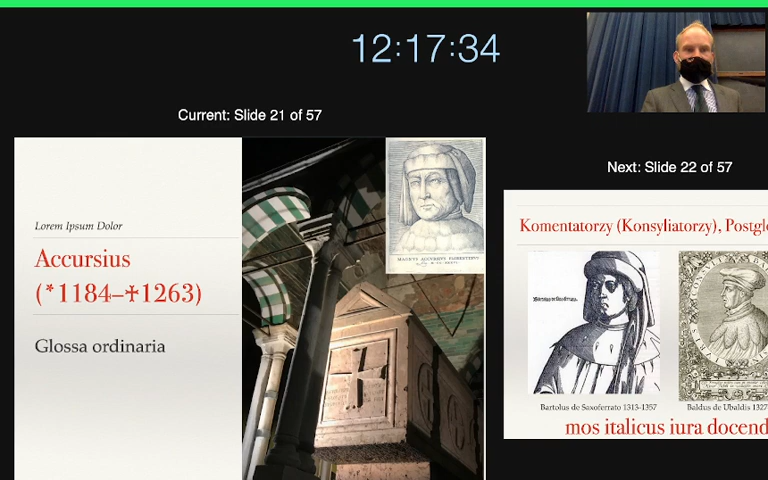 12:17:34
Current: Slide 21 of 57
Next: Slide 22 of 57
Lorem Ipsum Dolor
Accursius
(*1184–✝1263)
Glossa ordinaria
Komentatorzy (Konsyliatorzy), Postglo
Bartolus de Saxoferrato 1313-1357
Baldus de Ubaldis 1327
mos italicus iura docend